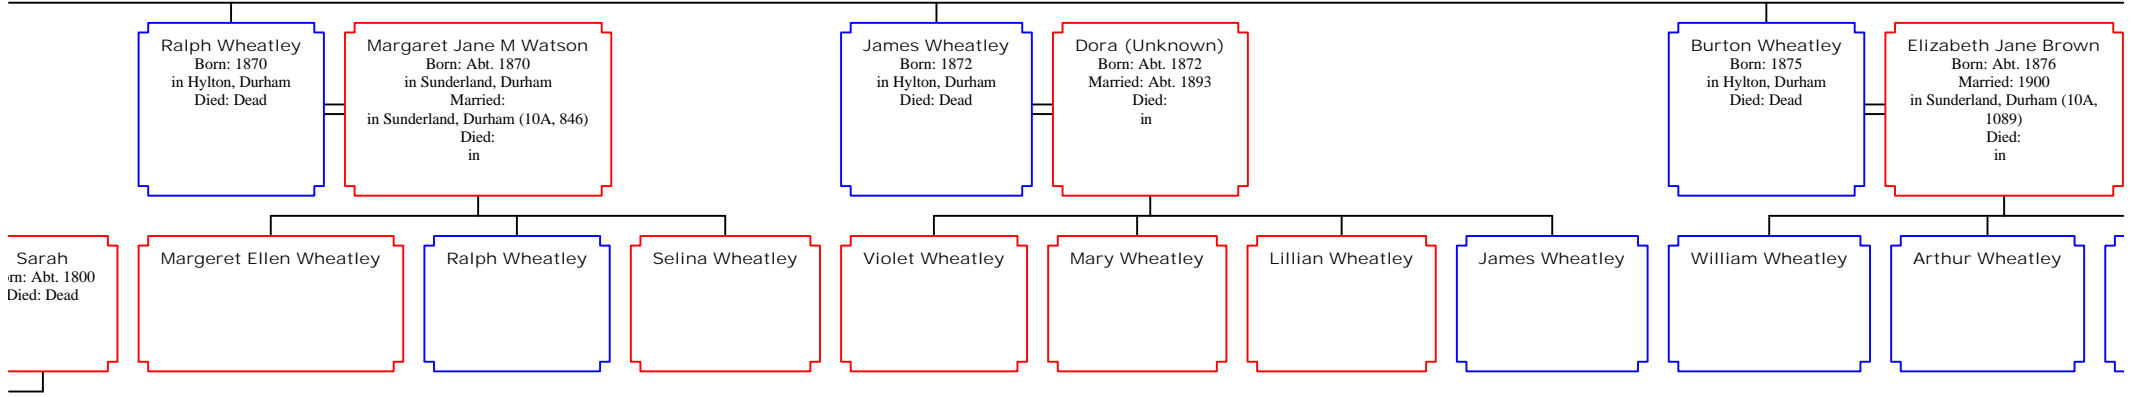 Ralph Wheatley
Born: 1870
in Hylton, Durham
Died: Dead
Margaret Jane M Watson
Born: Abt. 1870
in Sunderland, Durham
Married:
in Sunderland, Durham (10A, 846)
Died:
in
James Wheatley
Born: 1872
in Hylton, Durham
Died: Dead
Dora (Unknown)
Born: Abt. 1872
Married: Abt. 1893
Died:
in
Burton Wheatley
Born: 1875
in Hylton, Durham
Died: Dead
Elizabeth Jane Brown
Born: Abt. 1876
Married: 1900
in Sunderland, Durham (10A,
1089)
Died:
in
Sarah
Abt. 1800
Died: Dead
Margeret Ellen Wheatley
Ralph Wheatley
Selina Wheatley
Violet Wheatley
Mary Wheatley
Lillian Wheatley
James Wheatley
William Wheatley
Arthur Wheatley